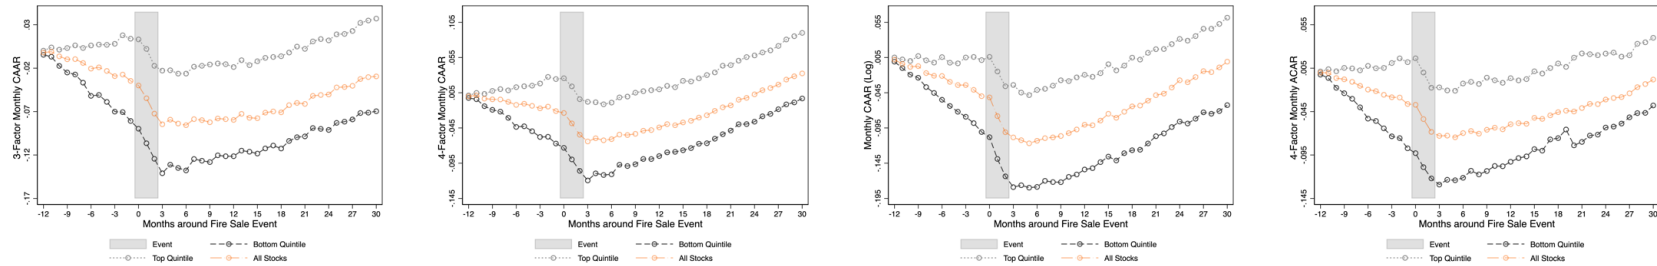 3-Factor Monthly CAAR
.03
-.02
-.07
-.12
-.17
-12 -9 -6 -3 0 3 6 9 12 15 18 21 24 27 30
Months around Fire Sale Event
Event Bottom Quintile
Top Quintile All Stocks
4-Factor Monthly CAAR
.105
.055
.005
-.045
-.095
-.145
-12 -9 -6 -3 0 3 6 9 12 15 18 21 24 27 30
Months around Fire Sale Event
Event Bottom Quintile
Top Quintile All Stocks
Monthly CAAR (Log)
.055
.005
-.045
-.095
-.145
-.195
-12 -9 -6 -3 0 3 6 9 12 15 18 21 24 27 30
Months around Fire Sale Event
Event Bottom Quintile
Top Quintile All Stocks
4-Factor Monthly ACAR
.055
.005
-.045
-.095
-.145
-12 -9 -6 -3 0 3 6 9 12 15 18 21 24 27 30
Months around Fire Sale Event
Event Bottom Quintile
Top Quintile All Stocks